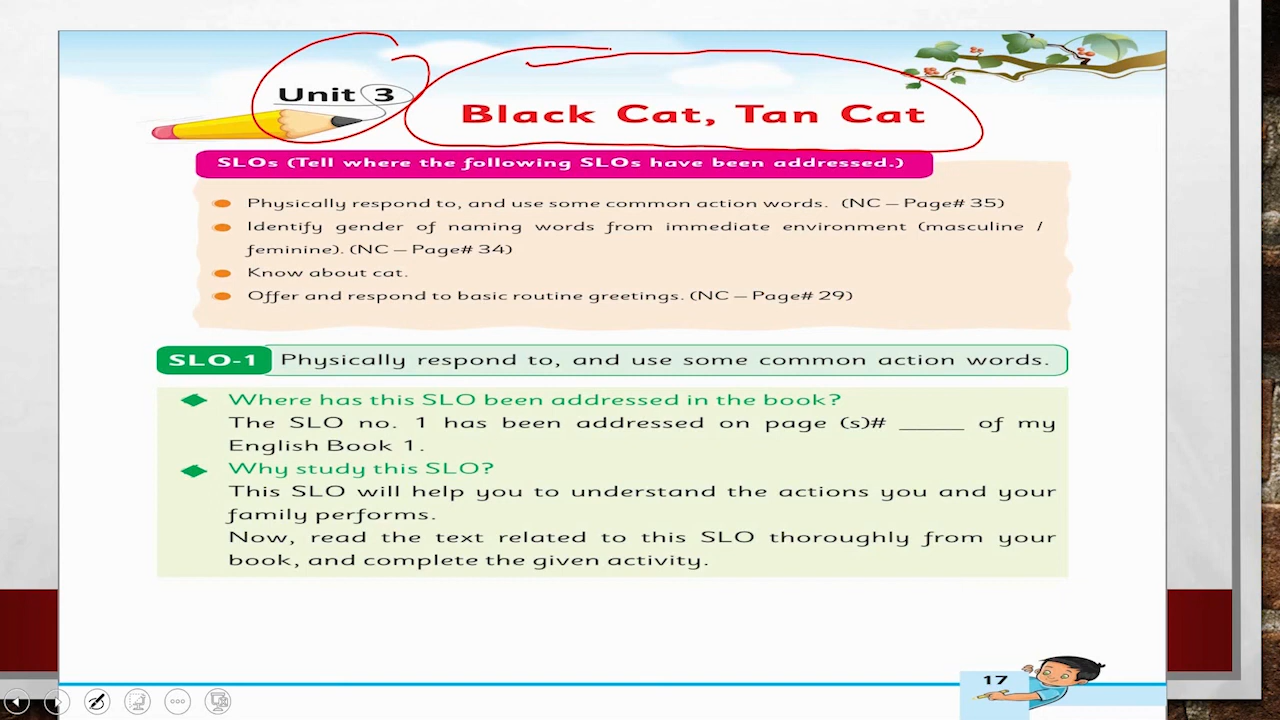 Unit 3
Black Cat, Tan Cat
SLOs (Tell where the following SLOs have been addressed.)
Physically respond to, and use some common action words. (NC – Page# 35)
Identify gender of naming words from immediate environment (masculine /
feminine). (NC – Page# 34)
Know about cat.
Offer and respond to basic routine greetings. (NC – Page# 29)
SLO-1 Physically respond to, and use some common action words.
Where has this SLO been addressed in the book?
The SLO no. 1 has been addressed on page (s)# _____ of my
English Book 1.
Why study this SLO?
This SLO will help you to understand the actions you and your
family performs.
Now, read the text related to this SLO thoroughly from your
book, and complete the given activity.
17